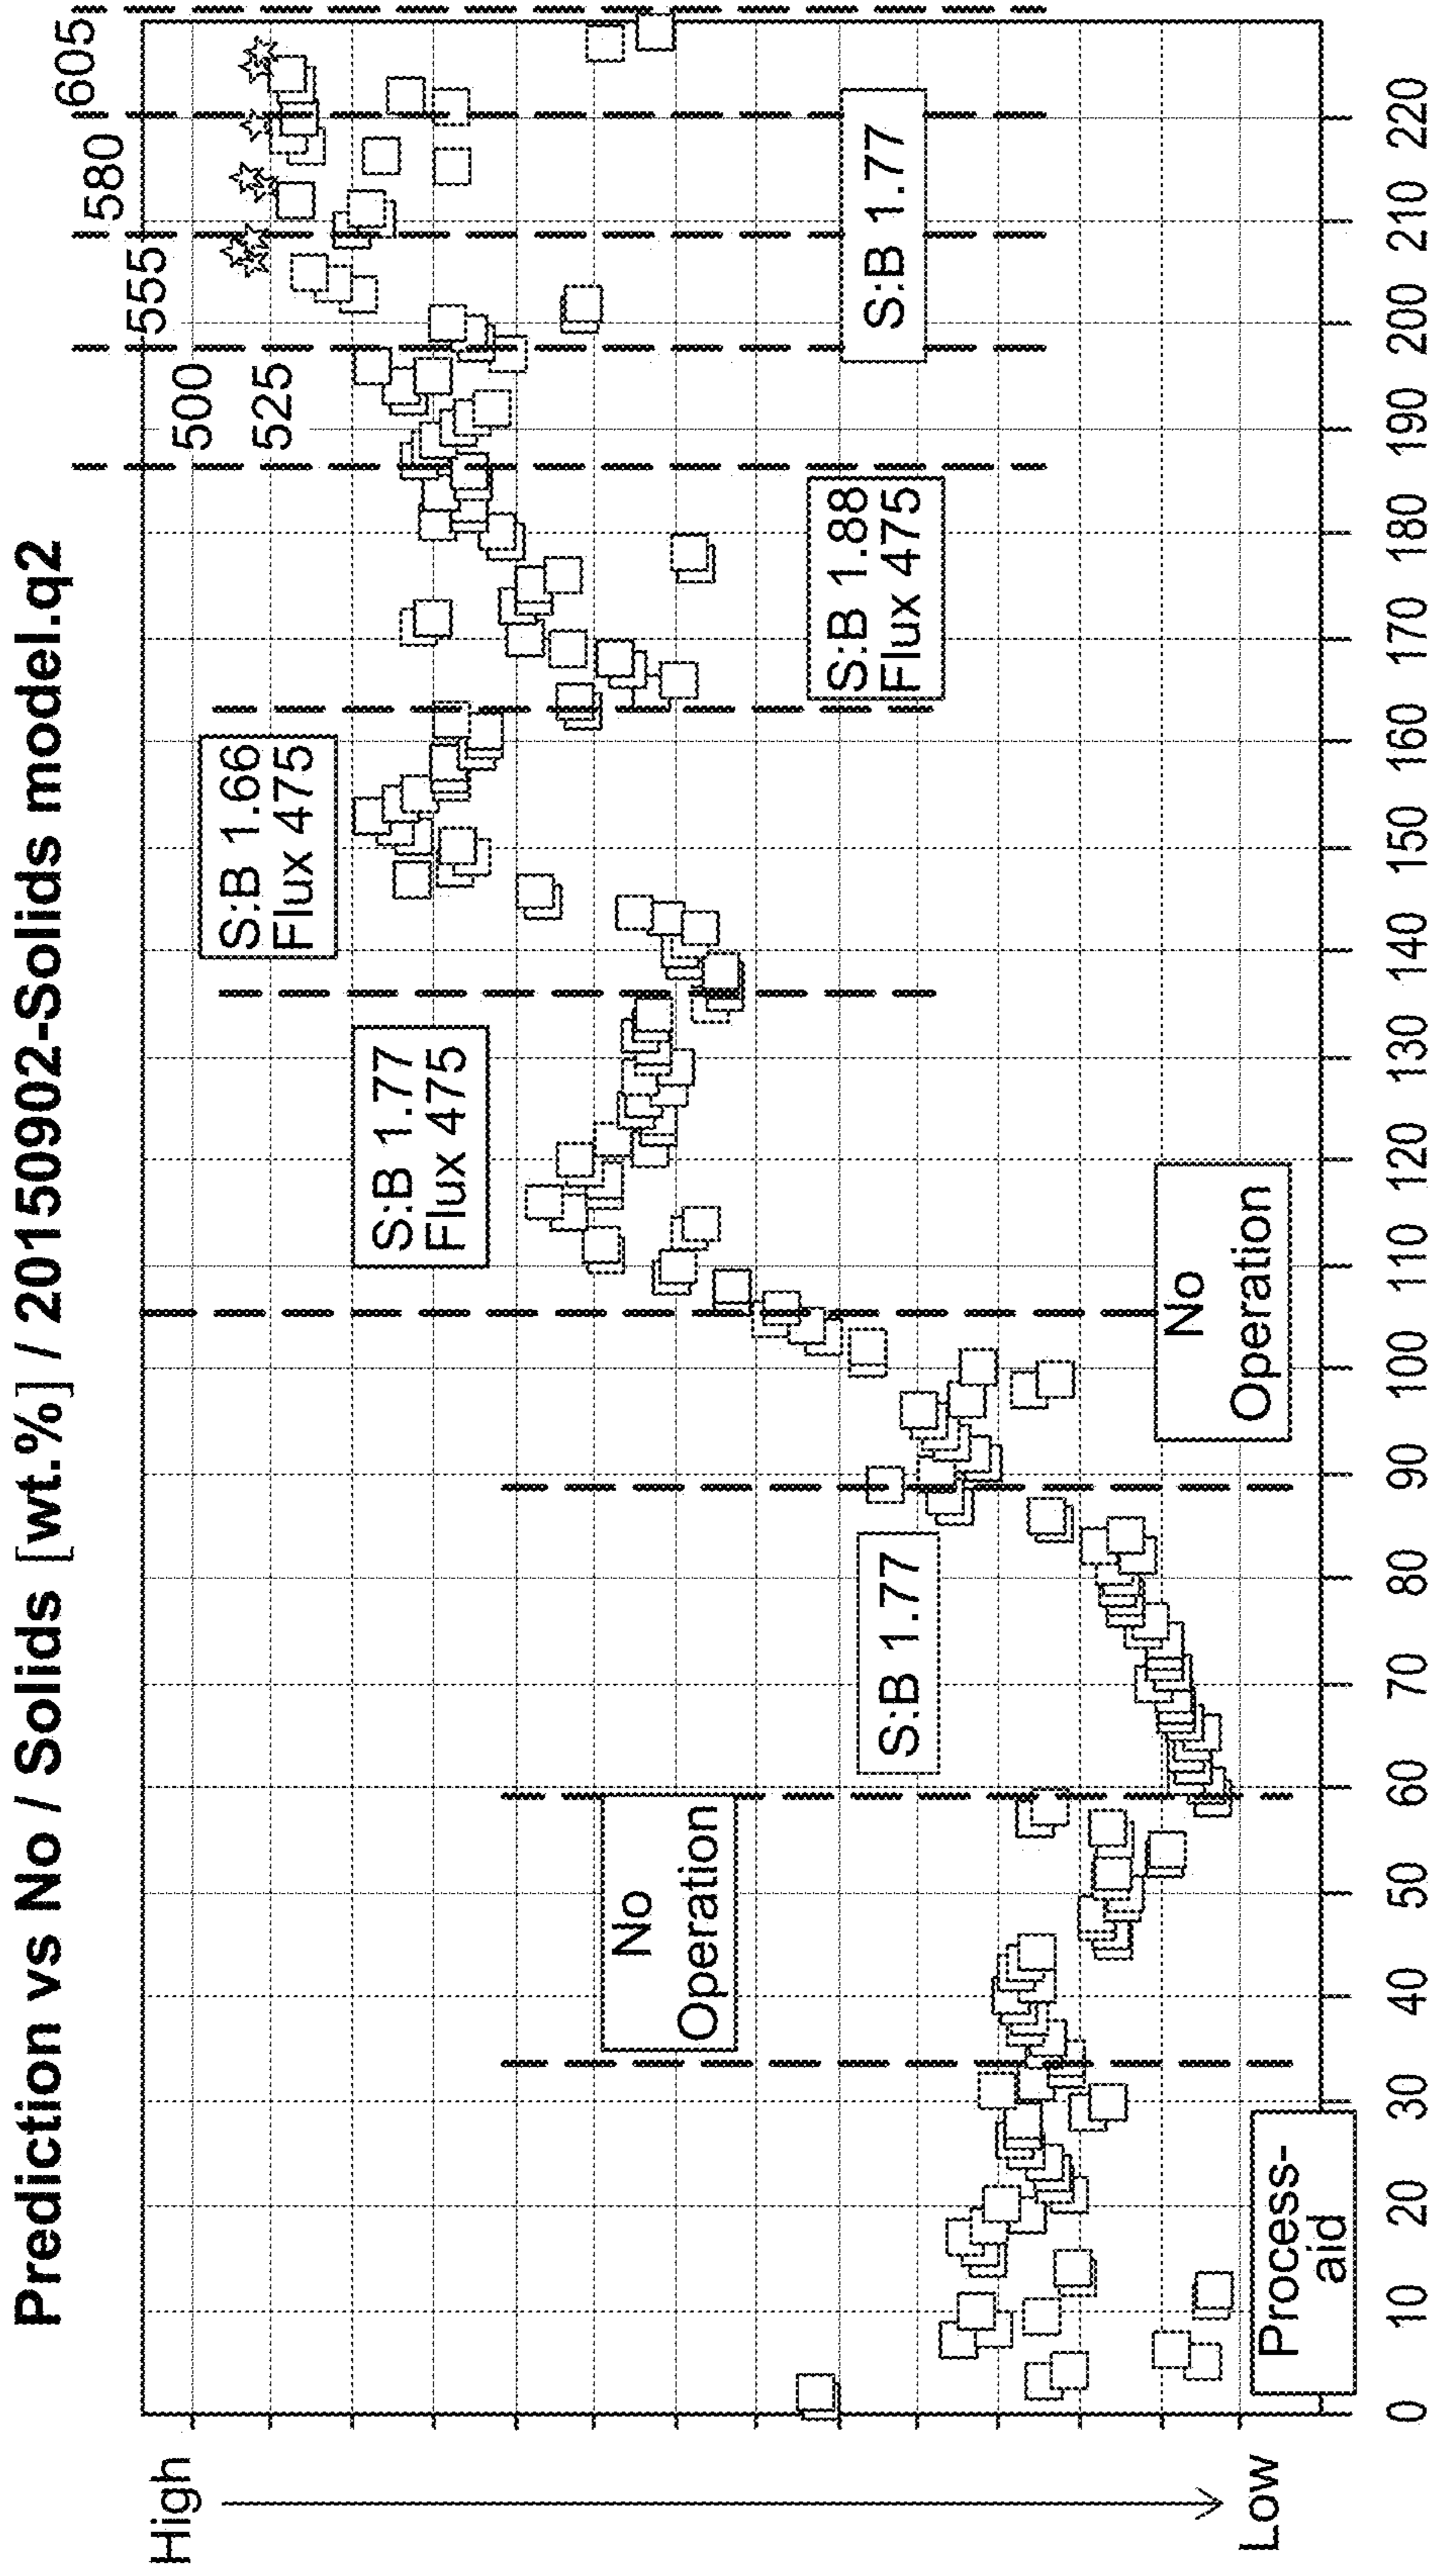 Prediction vs No / Solids [wt.%] / 20150902-Solids model.q2
High
Low
Process-
aid
No
Operation
S:B 1.77
No
Operation
S:B 1.77
Flux 475
S:B 1.66
Flux 475
S:B 1.88
Flux 475
S:B 1.77
500
525
555
580
605
0 10 20 30 40 50 60 70 80 90 100 110 120 130 140 150 160 170 180 190 200 210 220